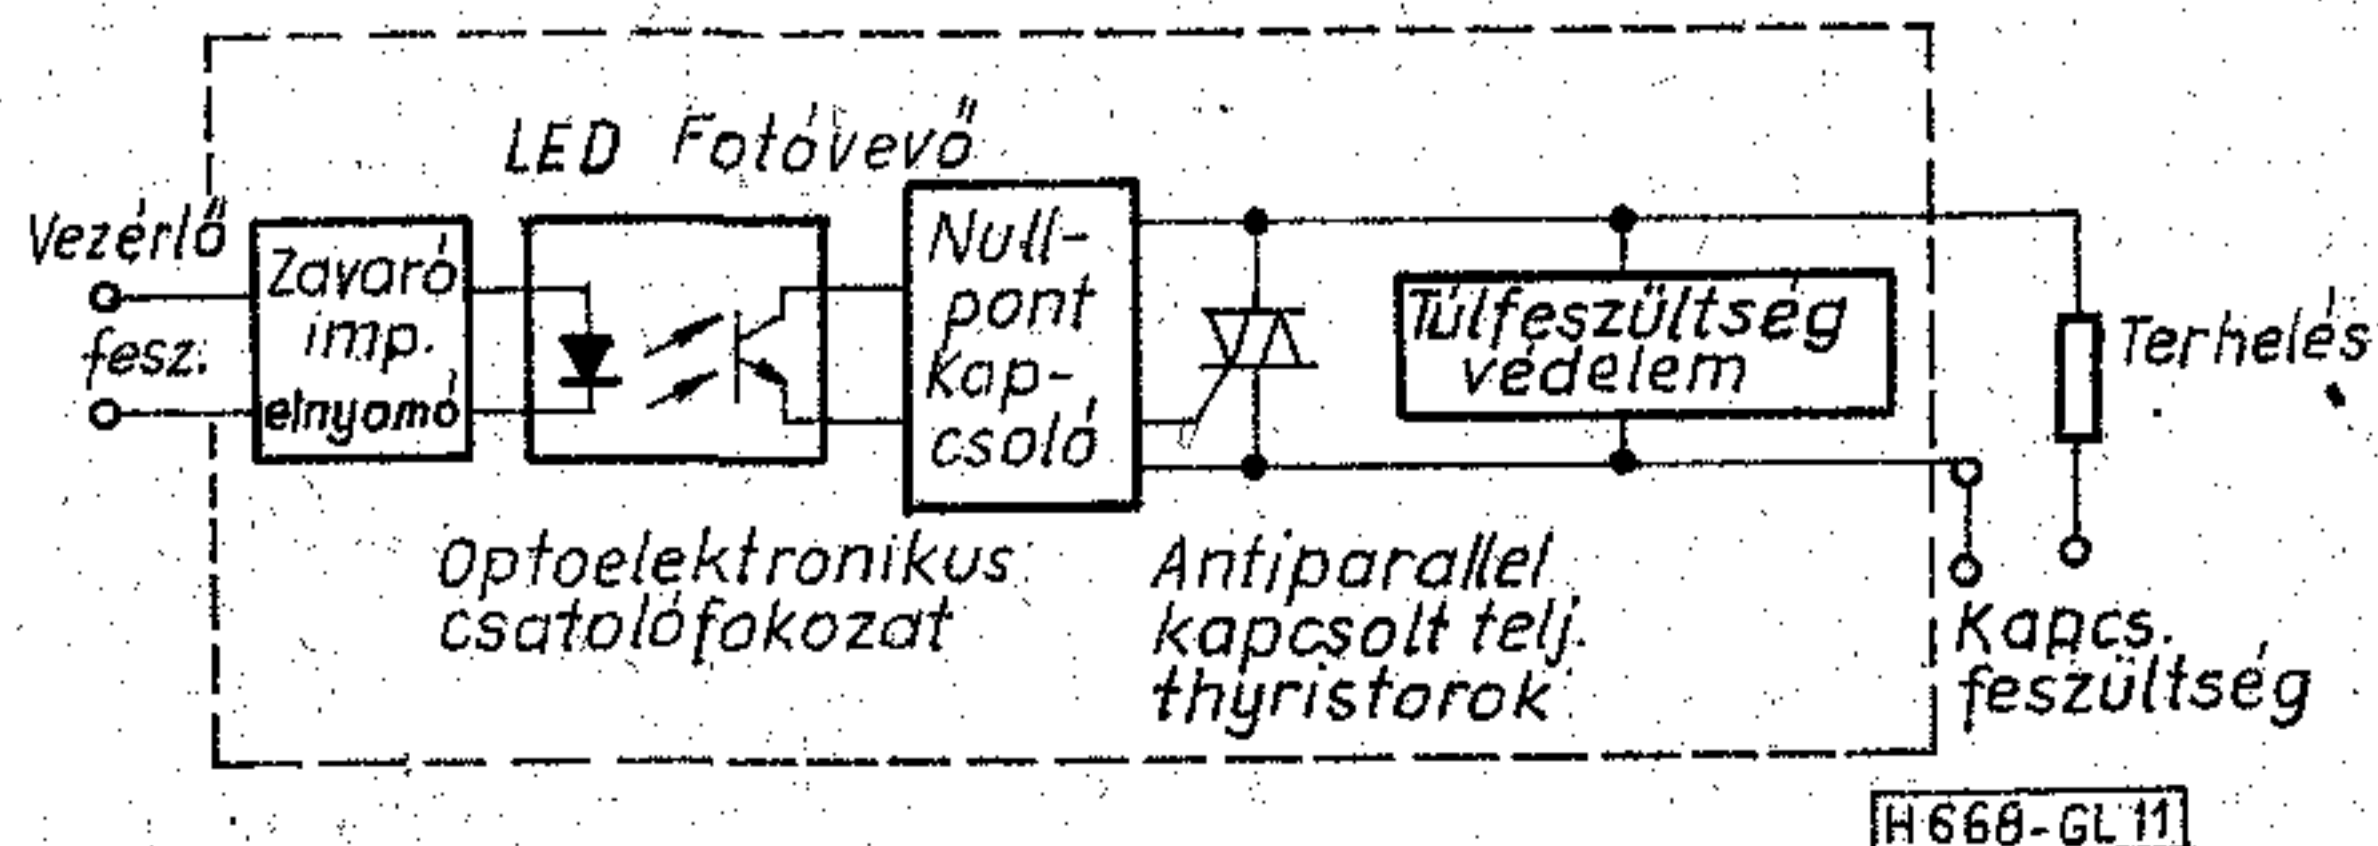 LED Fotóvevő
Vezérlő
fesz.
Zavaró
imp.
elnyomó
Null-
pont
kap-
csoló
Túlfeszültség
védelem
Terhelés
Optoelektronikus
csatolófokozat
Antiparallel
kapcsolt telj.
thyristorok
Kapcs.
feszültség
H668-GL11